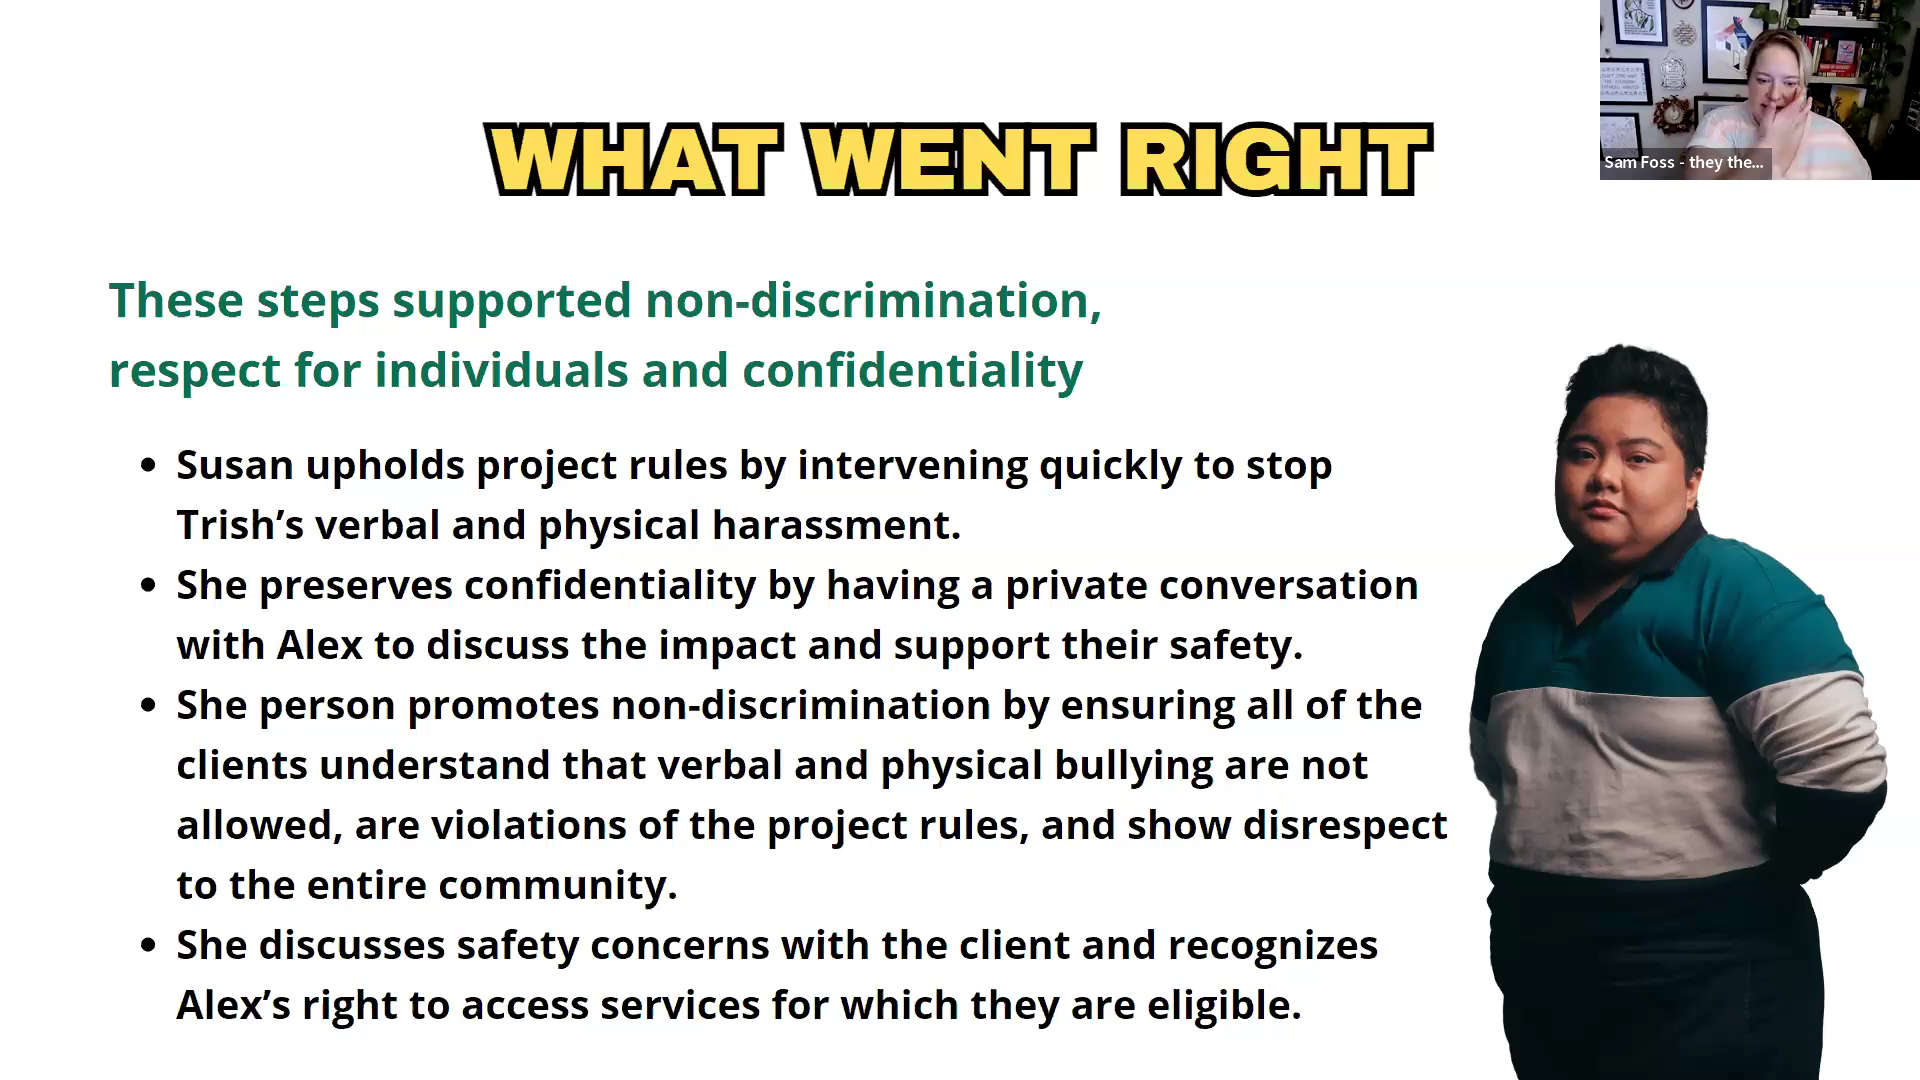 WHAT WENT RIGHT
Sam Foss - they the...
These steps supported non-discrimination,
respect for individuals and confidentiality
• Susan upholds project rules by intervening quickly to stop
Trish’s verbal and physical harassment.
• She preserves confidentiality by having a private conversation
with Alex to discuss the impact and support their safety.
• She person promotes non-discrimination by ensuring all of the
clients understand that verbal and physical bullying are not
allowed, are violations of the project rules, and show disrespect
to the entire community.
• She discusses safety concerns with the client and recognizes
Alex’s right to access services for which they are eligible.